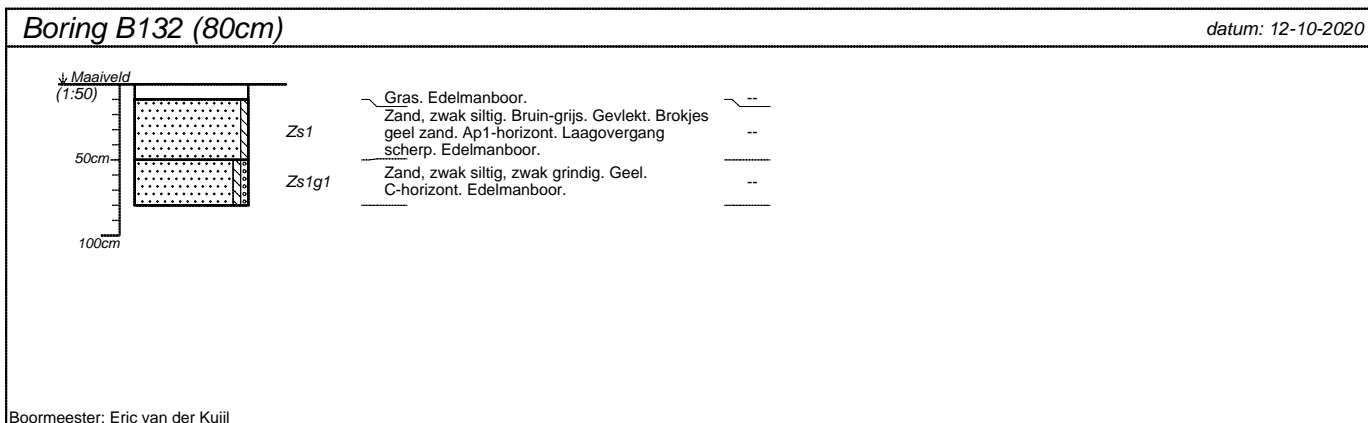 Boring B132 (80cm)
datum: 12-10-2020
Maaiveld
(1:50)
Gras. Edelmanboor.
--
Zs1
Zand, zwak siltig. Bruin-grijs. Gevlekt. Brokjes
geel zand. Ap1-horizont. Laagovergang
scherp. Edelmanboor.
--
50cm
Zs1g1
Zand, zwak siltig, zwak grindig. Geel.
C-horizont. Edelmanboor.
--
100cm
Boormeester: Eric van der Kuijl